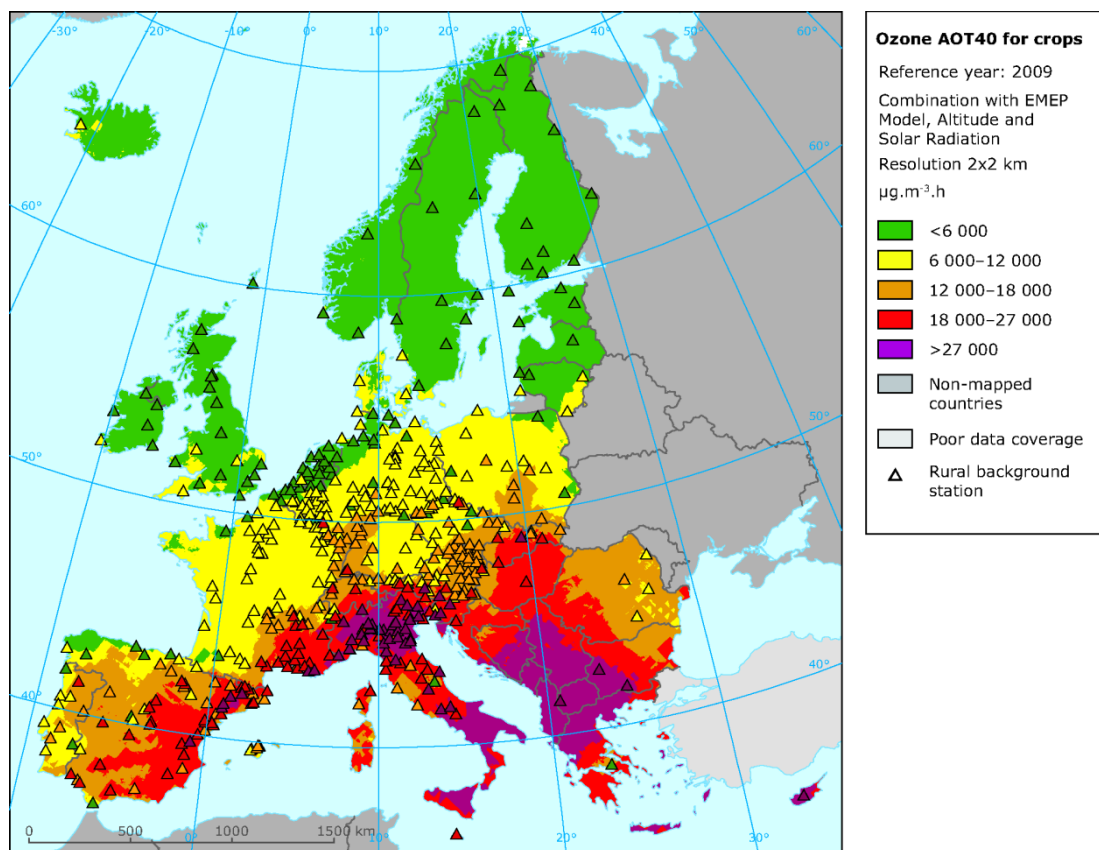 -30° -20° -10° 0° 10° 20° 30° 40° 50° 60°
60°
60°
50°
50°
40°
40°
0 500 1000 1500 km
0° 10° 20° 30°
Ozone AOT40 for crops
Reference year: 2009
Combination with EMEP
Model, Altitude and
Solar Radiation
Resolution 2x2 km
µg.m⁻³.h
<6 000
6 000–12 000
12 000–18 000
18 000–27 000
>27 000
Non-mapped
countries
Poor data coverage
Rural background
station